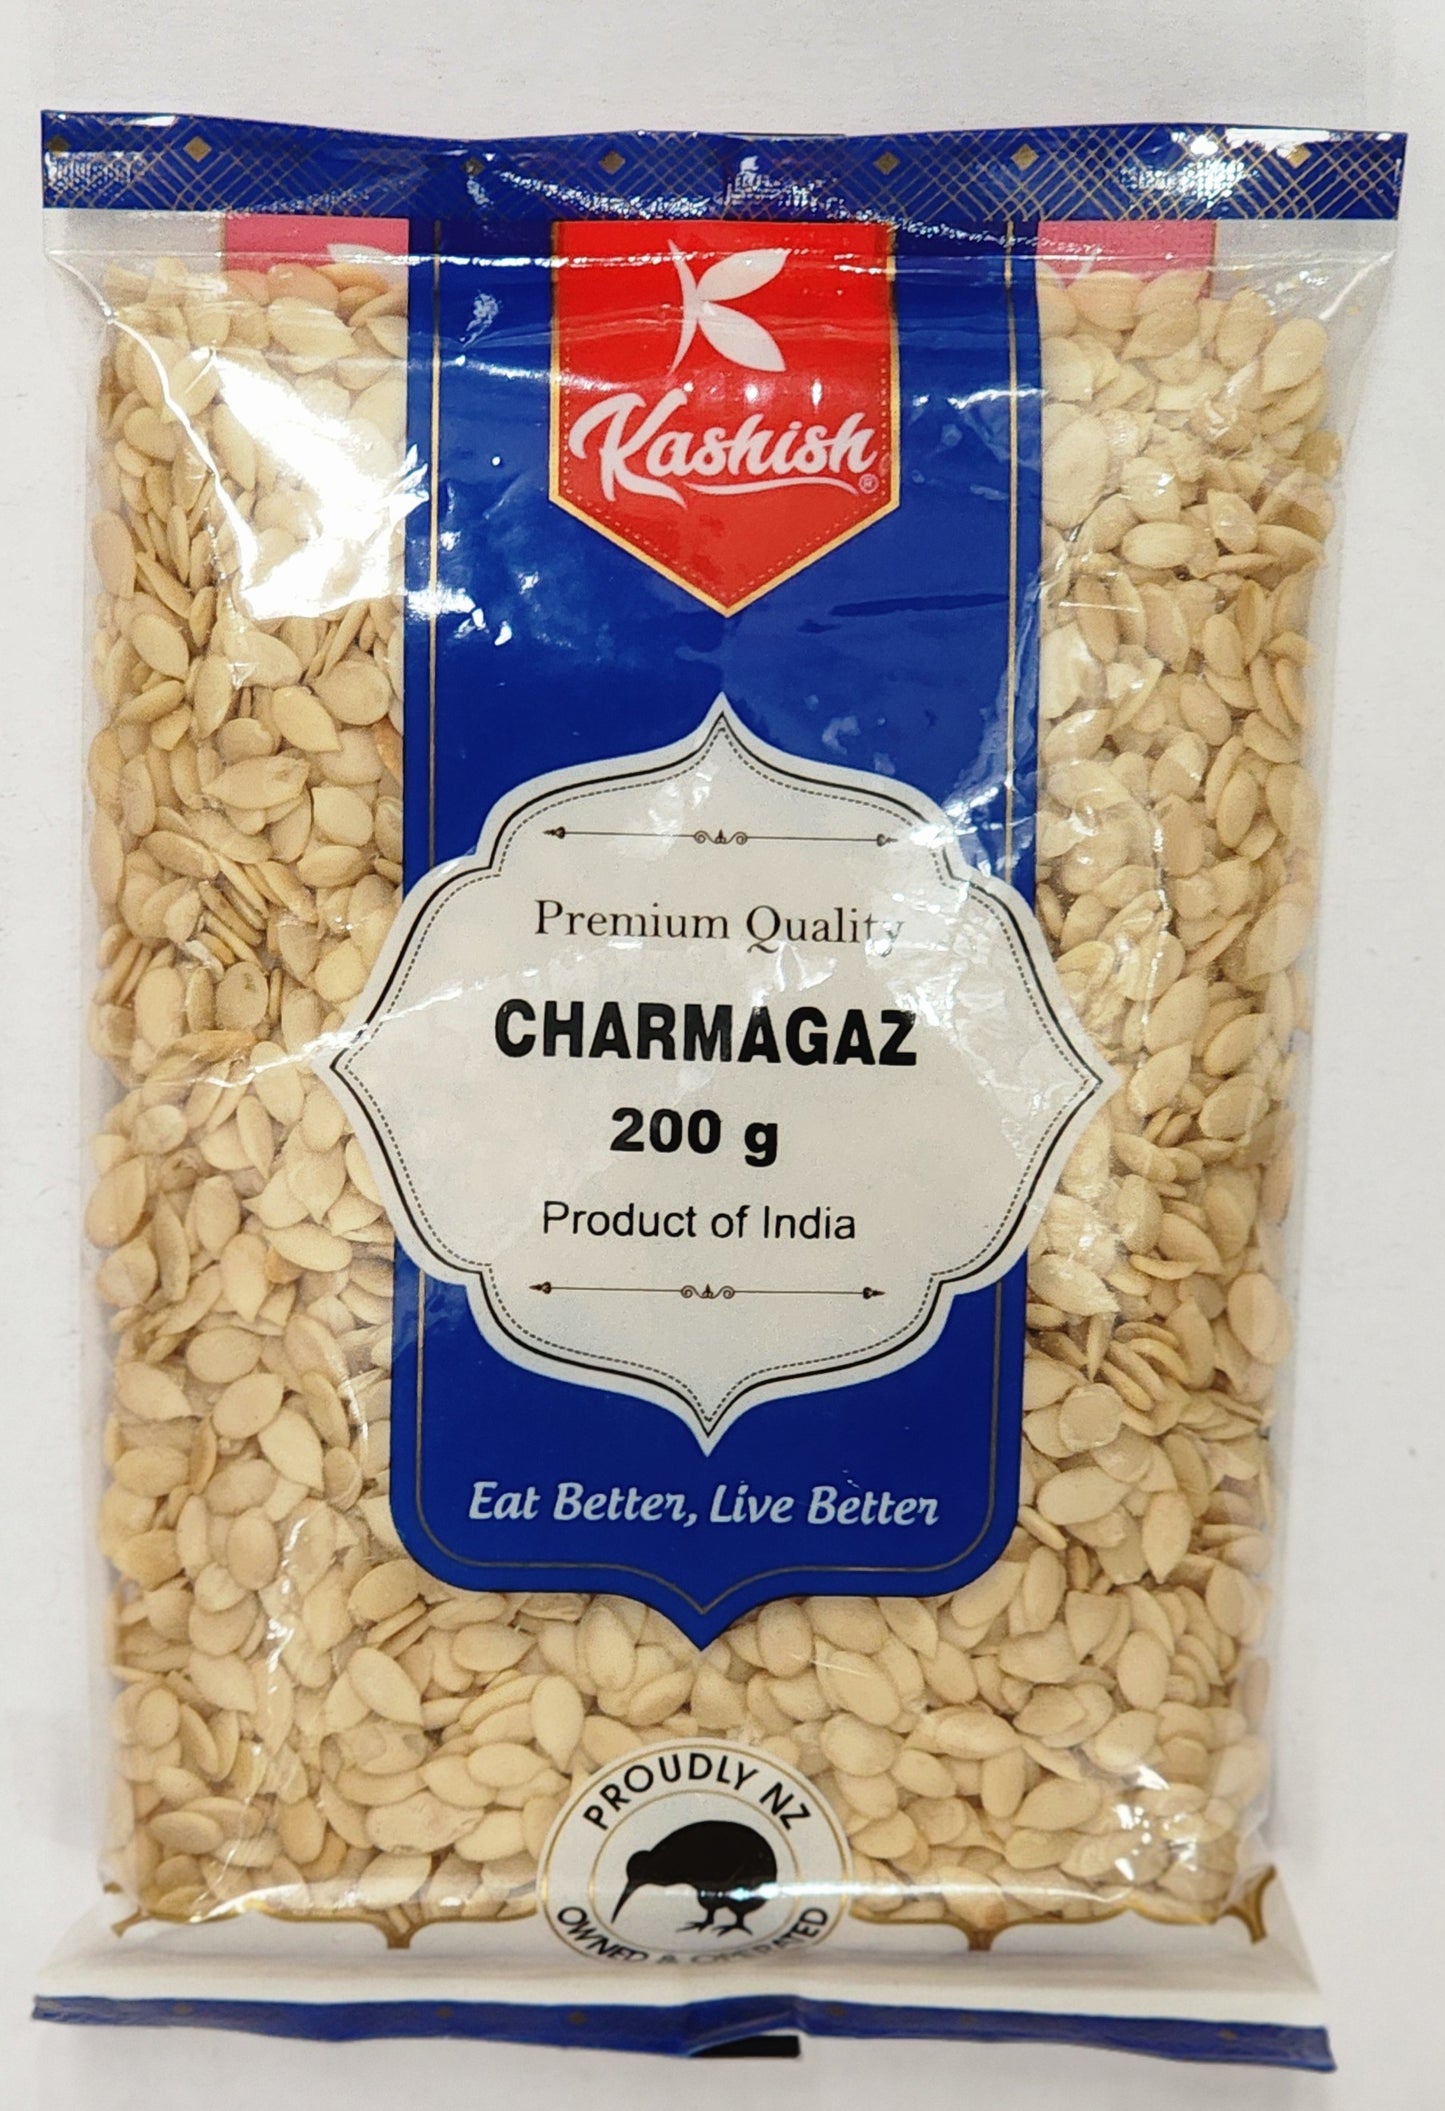 Kashish®
Premium Quality
CHARMAGAZ
200 g
Product of India
Eat Better, Live Better
PROUDLY NZ
OWNED & OPERATED